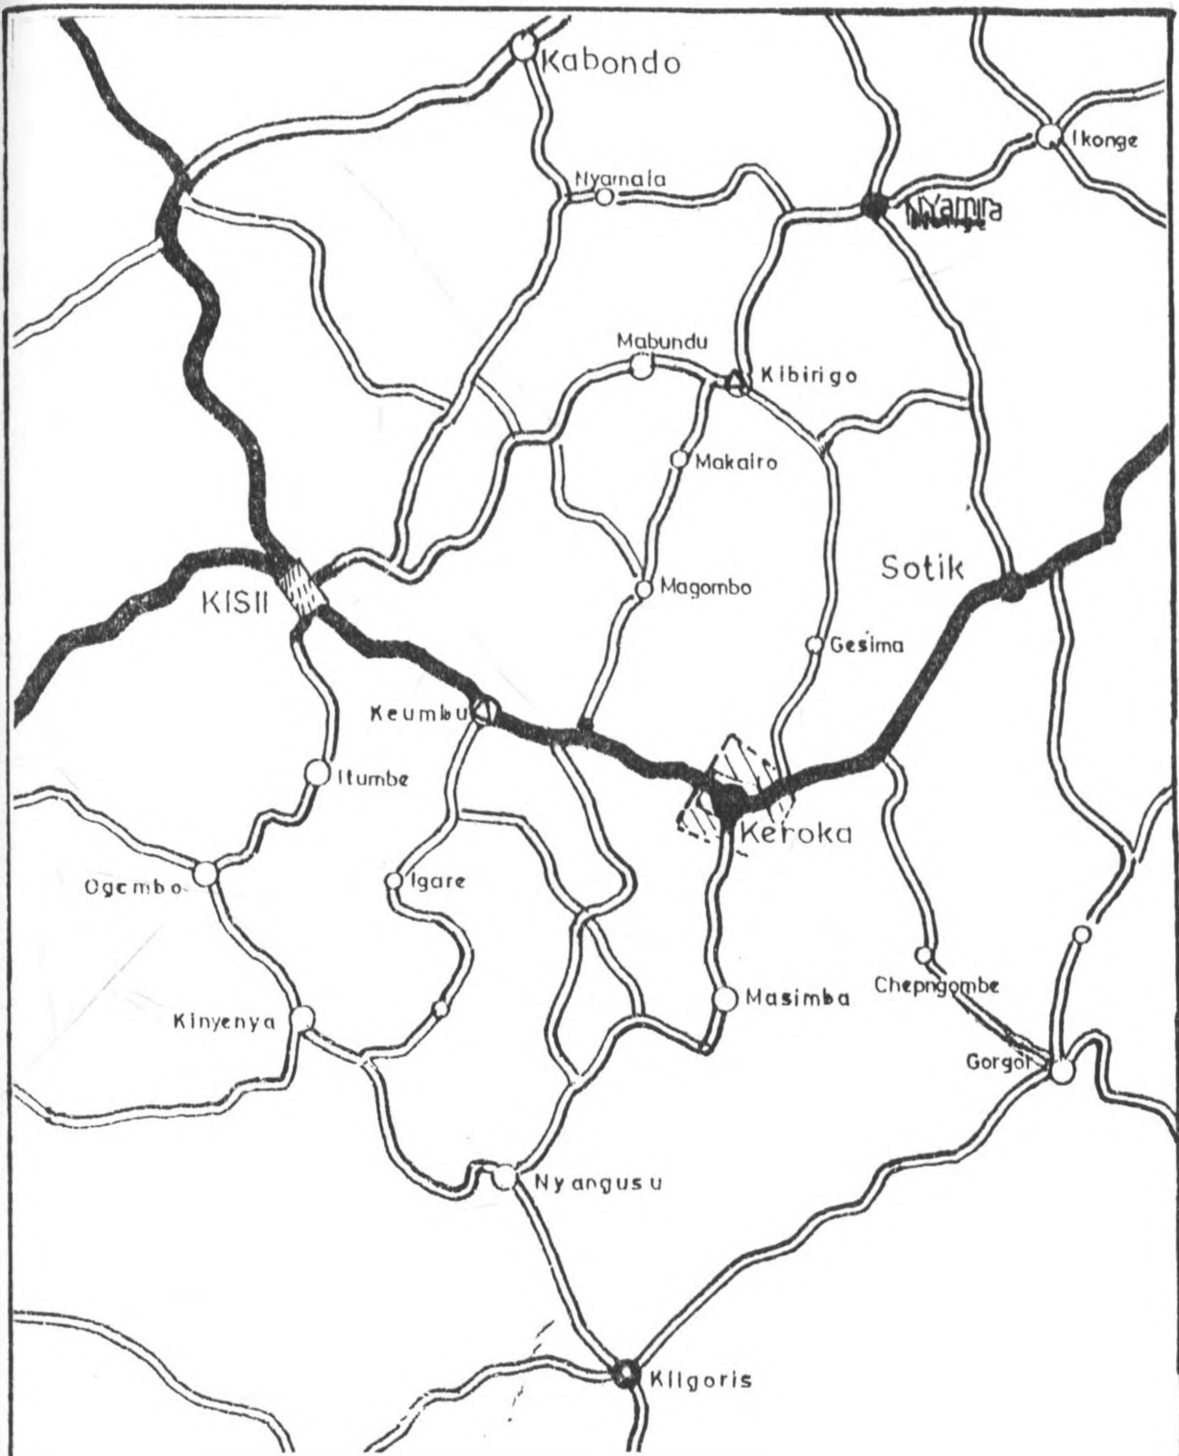 Kabondo
Ikonge
Nyamaia
Nyamira
Mabundu
Kibirigo
Makairo
Sotik
KISII
Magombo
Gesima
Keumbu
Itumbe
Keroka
Ogembo
Igare
Chepngombe
Masimba
Kinyenya
Gorgor
Nyangusu
Kilgoris